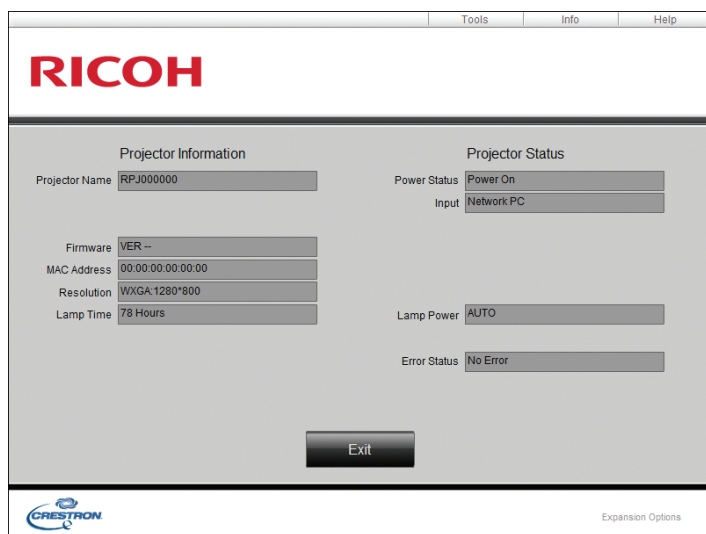 Tools Info Help
RICOH
Projector Information
Projector Name RPJ000000
Firmware VER --
MAC Address 00:00:00:00:00:00
Resolution WXGA:1280*800
Lamp Time 78 Hours
Projector Status
Power Status Power On
Input Network PC
Lamp Power AUTO
Error Status No Error
Exit
CRESTRON
Expansion Options